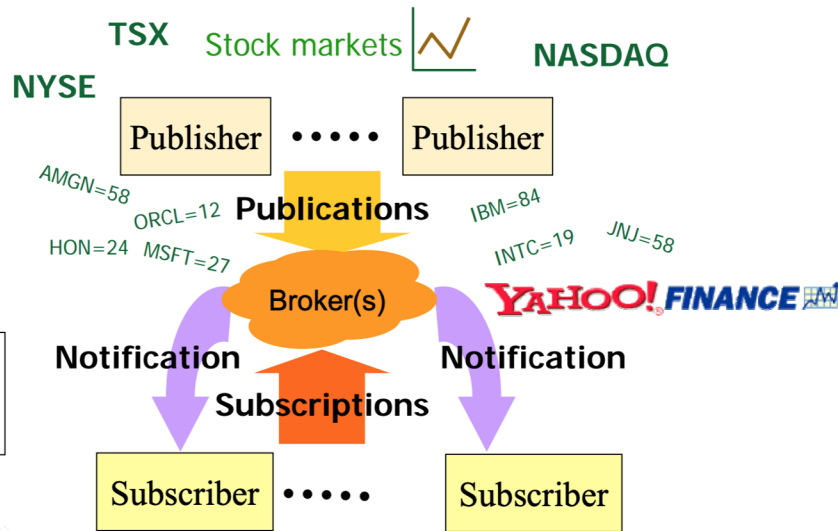 TSX
Stock markets
NASDAQ
NYSE
Publisher
Publisher
AMGN=58
ORCL=12
Publications
IBM=84
HON=24
MSFT=27
INTC=19
JNJ=58
Broker(s)
YAHOO! FINANCE
Notification
Notification
Subscriptions
Subscriber
Subscriber